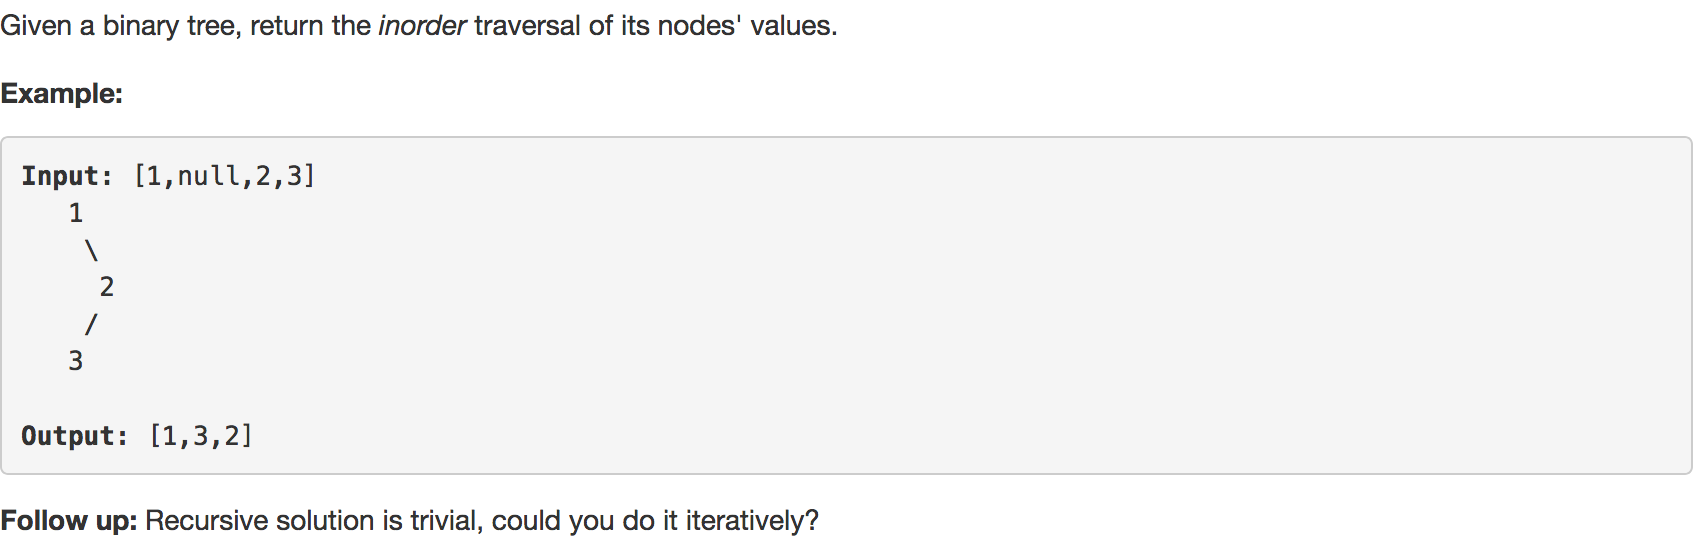 Given a binary tree, return the inorder traversal of its nodes' values.
Example:
Input: [1,null,2,3]
   1
    \
     2
    /
   3
Output: [1,3,2]
Follow up: Recursive solution is trivial, could you do it iteratively?